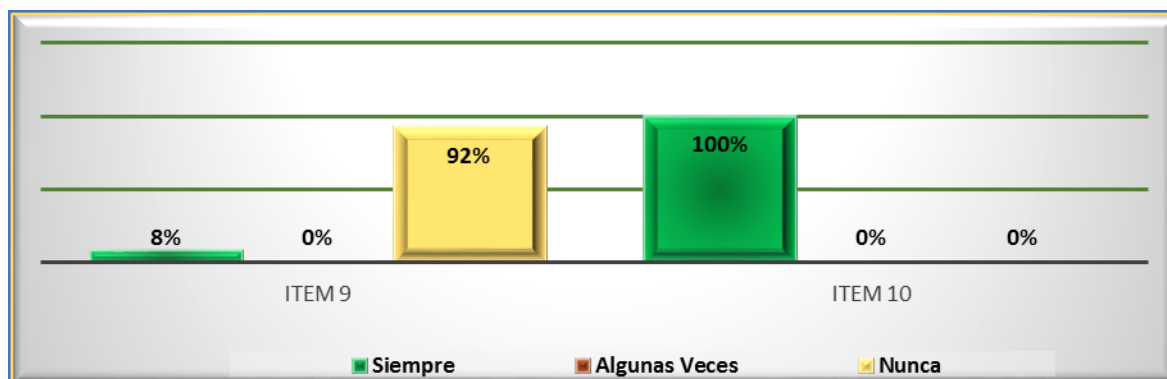 100%
92%
8%
0%
0%
0%
ITEM 9
ITEM 10
Siempre
Algunas Veces
Nunca